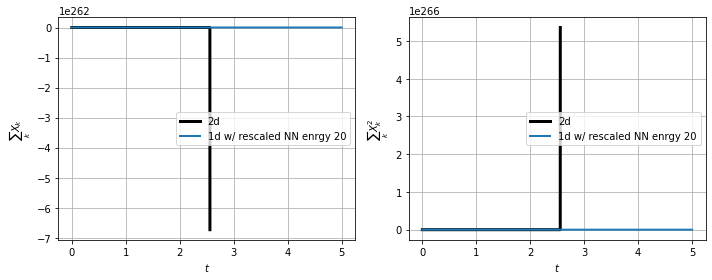 1e262
0
−1
−2
−3
−4
−5
−6
−7
∑ₖ Xₖ
2d
1d w/ rescaled NN enrgy 20
0 1 2 3 4 5
t
1e266
5
4
3
2
1
0
∑ₖ Xₖ²
2d
1d w/ rescaled NN enrgy 20
0 1 2 3 4 5
t